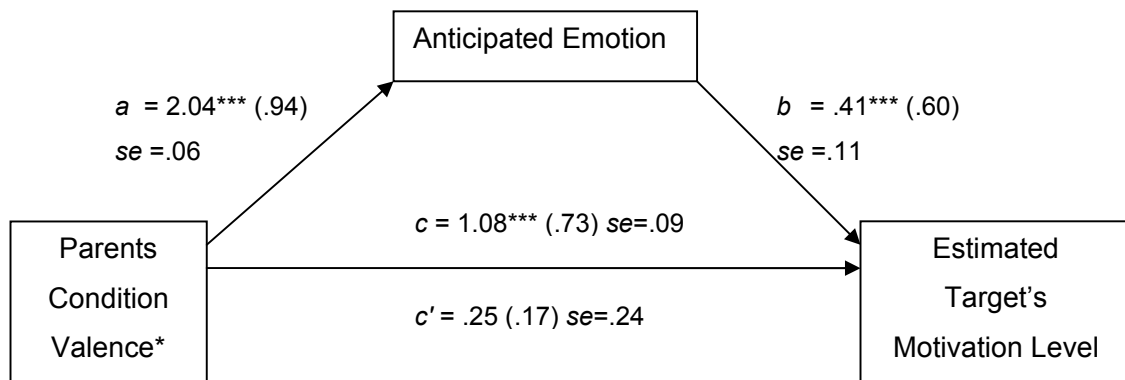 Anticipated Emotion
a = 2.04*** (.94)
se =.06
b = .41*** (.60)
se =.11
c = 1.08*** (.73) se=.09
Parents
Condition
Valence*
Estimated
Target's
Motivation Level
c' = .25 (.17) se=.24